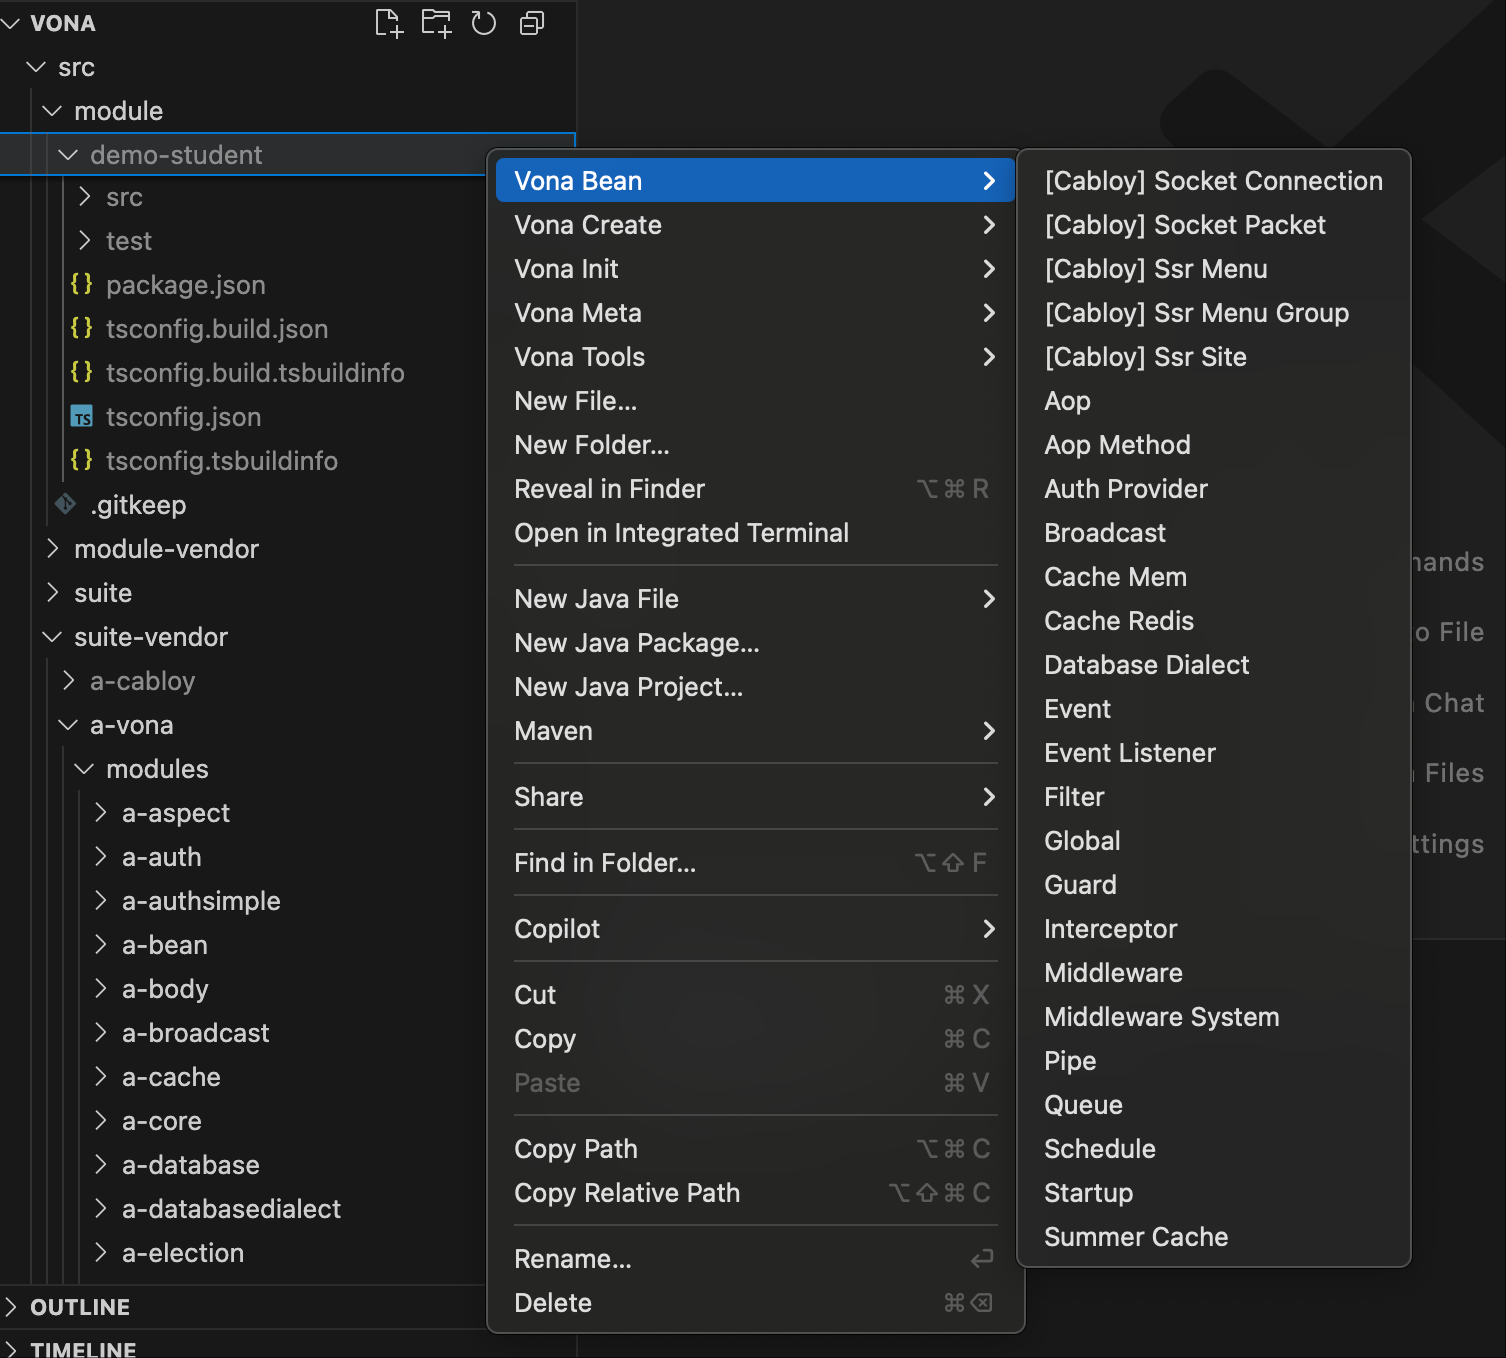 VONA
src
module
demo-student
src
test
package.json
tsconfig.build.json
tsconfig.build.tsbuildinfo
TS tsconfig.json
tsconfig.tsbuildinfo
.gitkeep
module-vendor
suite
suite-vendor
a-cabloy
a-vona
modules
a-aspect
a-auth
a-authsimple
a-bean
a-body
a-broadcast
a-cache
a-core
a-database
a-databasedialect
a-election
OUTLINE
TIMELINE
Vona Bean
Vona Create
Vona Init
Vona Meta
Vona Tools
New File...
New Folder...
Reveal in Finder ⌥⌘R
Open in Integrated Terminal
New Java File
New Java Package...
New Java Project...
Maven
Share
Find in Folder... ⌥⇧F
Copilot
Cut ⌘X
Copy ⌘C
Paste ⌘V
Copy Path ⌥⌘C
Copy Relative Path ⌥⇧⌘C
Rename... ↩
Delete ⌘⌫
[Cabloy] Socket Connection
[Cabloy] Socket Packet
[Cabloy] Ssr Menu
[Cabloy] Ssr Menu Group
[Cabloy] Ssr Site
Aop
Aop Method
Auth Provider
Broadcast
Cache Mem
Cache Redis
Database Dialect
Event
Event Listener
Filter
Global
Guard
Interceptor
Middleware
Middleware System
Pipe
Queue
Schedule
Startup
Summer Cache
File
Chat
Files